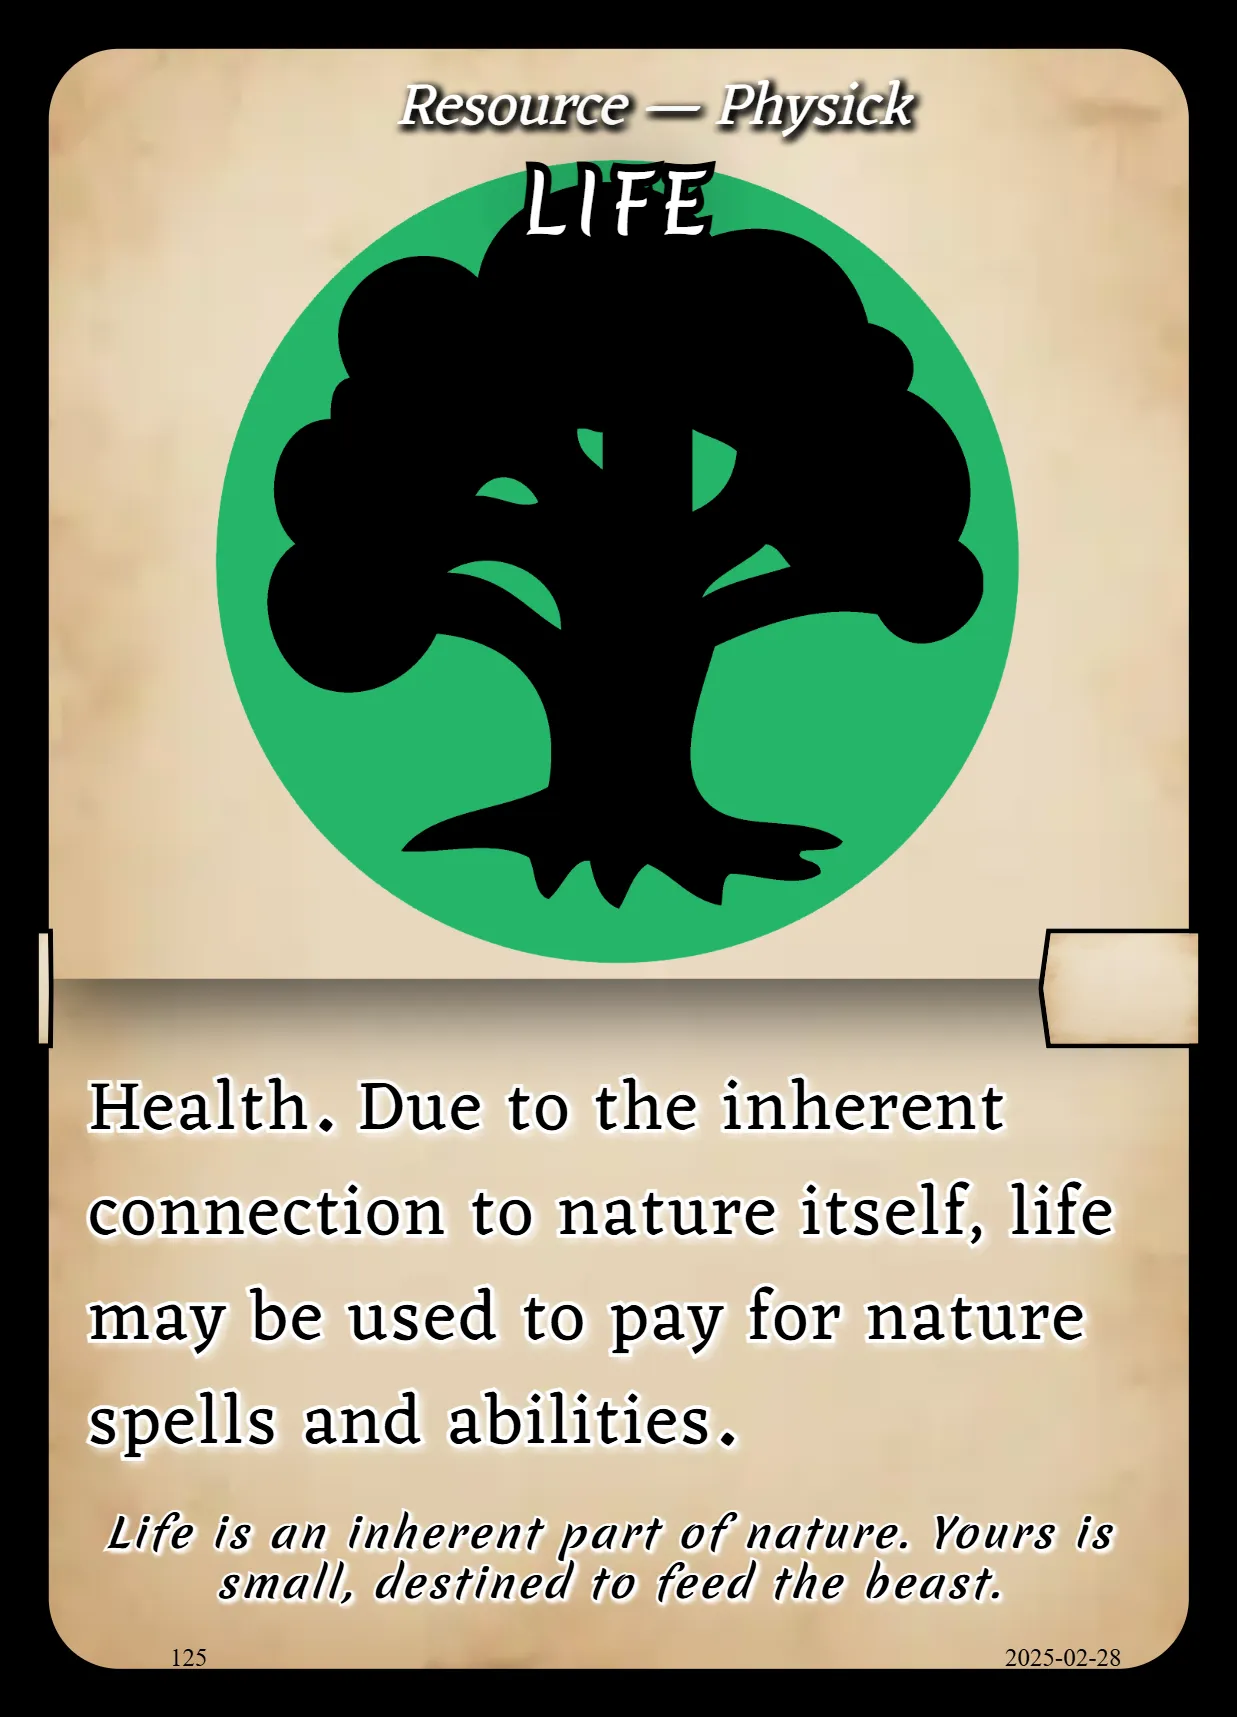 Resource — Physick
LIFE
Health. Due to the inherent
connection to nature itself, life
may be used to pay for nature
spells and abilities.
Life is an inherent part of nature. Yours is
small, destined to feed the beast.
125
2025-02-28